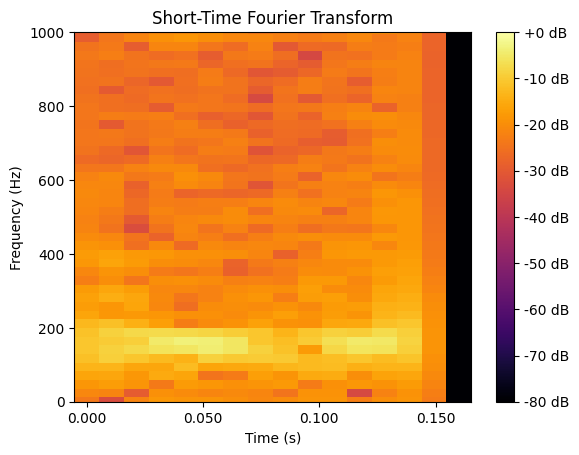 Short-Time Fourier Transform
Frequency (Hz)
1000
800
600
400
200
0
0.000
0.050
0.100
0.150
Time (s)
+0 dB
-10 dB
-20 dB
-30 dB
-40 dB
-50 dB
-60 dB
-70 dB
-80 dB